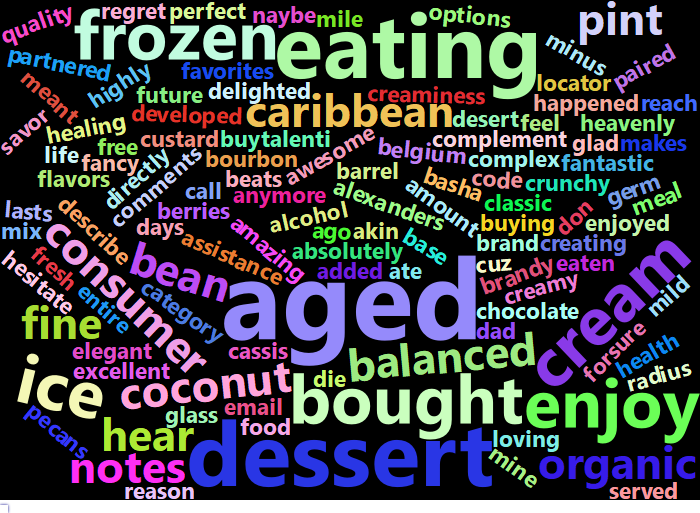 quality
regret
perfect
naybe
mile
options
pint
frozen
eating
minus
paired
partnered
highly
favorites
delighted
creaminess
locator
meant
future
caribbean
happened
reach
savor
healing
developed
desert
feel
heavenly
life
free
custard
buytalenti
awesome
belgium
complement
glad
makes
fancy
directly
comments
bourbon
barrel
complex
fantastic
flavors
call
beats
anymore
alexanders
amount
basha
code
crunchy
germ
meal
lasts
describe
berries
alcohol
classic
don
mix
days
assistance
amazing
ago
akin
base
buying
enjoyed
consumer
bean
absolutely
brand
creating
hesitate
fresh
entire
category
added
ate
cuz
brandy
eaten
creamy
cream
mild
fine
aged
chocolate
dad
forsure
health
elegant
cassis
balanced
radius
excellent
ice
coconut
die
bought
enjoy
pecans
glass
email
hear
food
dessert
loving
notes
mine
organic
reason
served